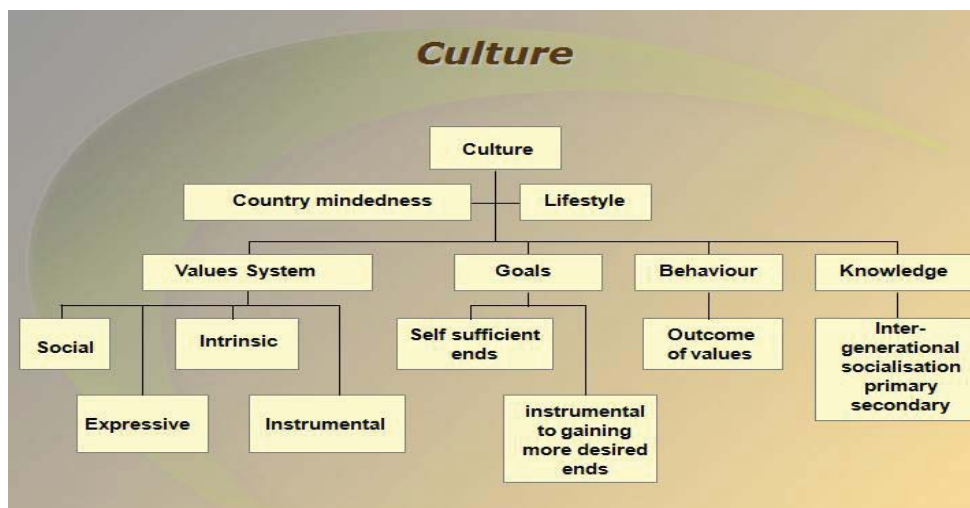 Culture
Culture
Country mindedness
Lifestyle
Values System
Goals
Behaviour
Knowledge
Social
Intrinsic
Expressive
Instrumental
Self sufficient
ends
instrumental
to gaining
more desired
ends
Outcome
of values
Inter-
generational
socialisation
primary
secondary